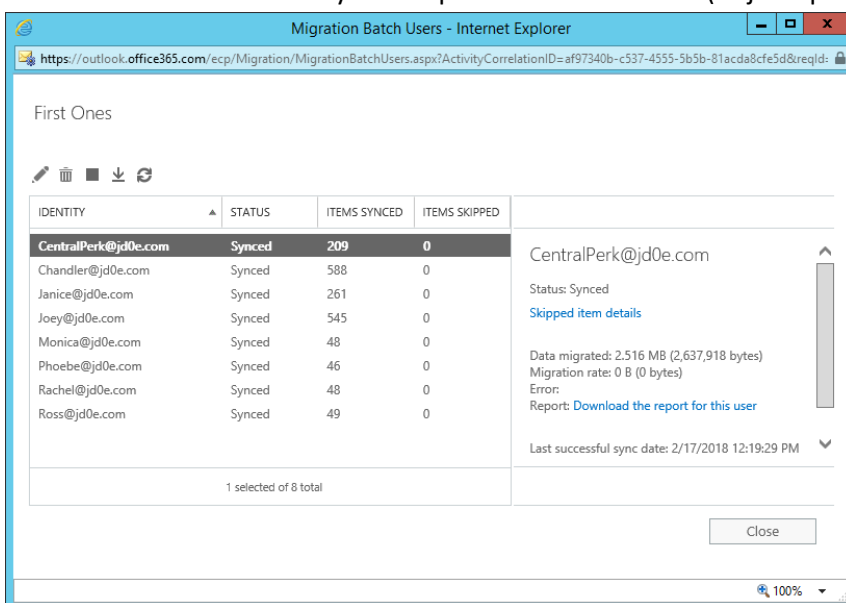 Migration Batch Users - Internet Explorer
https://outlook.office365.com/ecp/Migration/MigrationBatchUsers.aspx?ActivityCorrelationID=af97340b-c537-4555-5b5b-81acda8cfe5d&reqId=
First Ones
IDENTITY STATUS ITEMS SYNCED ITEMS SKIPPED
CentralPerk@jd0e.com Synced 209 0
Chandler@jd0e.com Synced 588 0
Janice@jd0e.com Synced 261 0
Joey@jd0e.com Synced 545 0
Monica@jd0e.com Synced 48 0
Phoebe@jd0e.com Synced 46 0
Rachel@jd0e.com Synced 48 0
Ross@jd0e.com Synced 49 0
1 selected of 8 total
CentralPerk@jd0e.com
Status: Synced
Skipped item details
Data migrated: 2.516 MB (2,637,918 bytes)
Migration rate: 0 B (0 bytes)
Error:
Report: Download the report for this user
Last successful sync date: 2/17/2018 12:19:29 PM
Close
100%